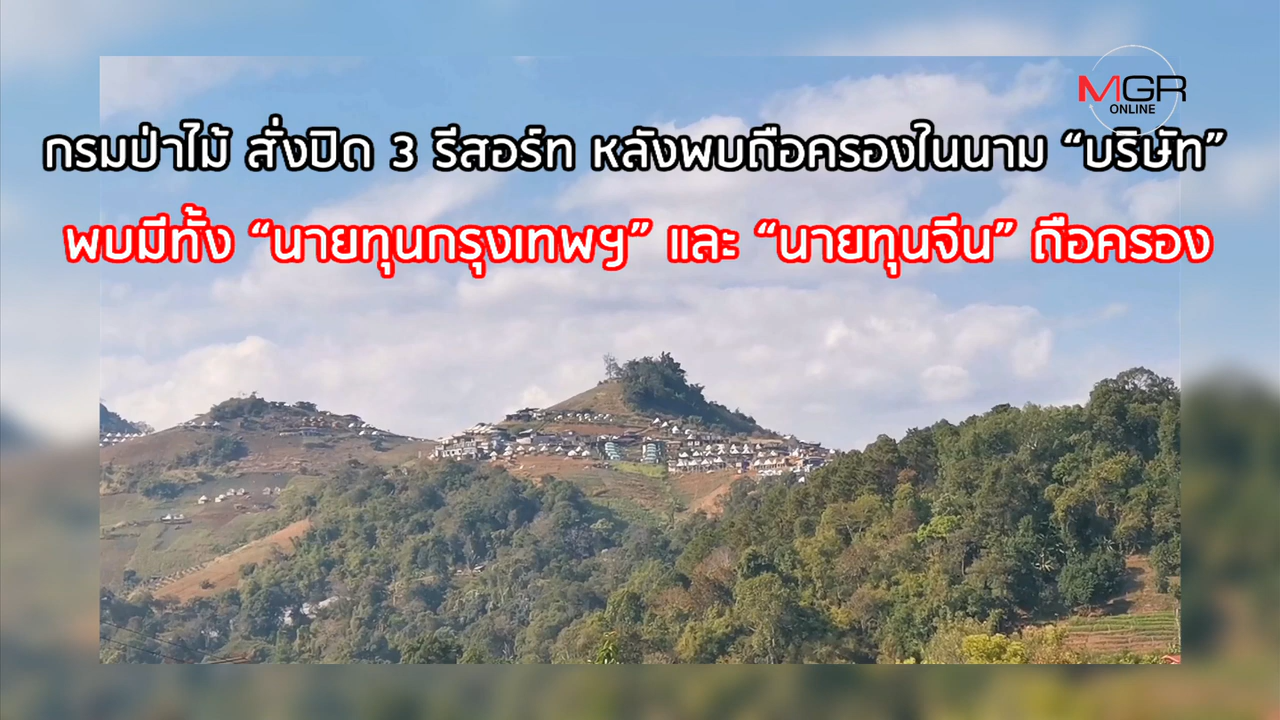 MGR
ONLINE
กรมป่าไม้ สั่งปิด 3 รีสอร์ท หลังพบถือครองในนาม “บริษัท”
พบมีทั้ง “นายทุนกรุงเทพฯ” และ “นายทุนจีน” ถือครอง